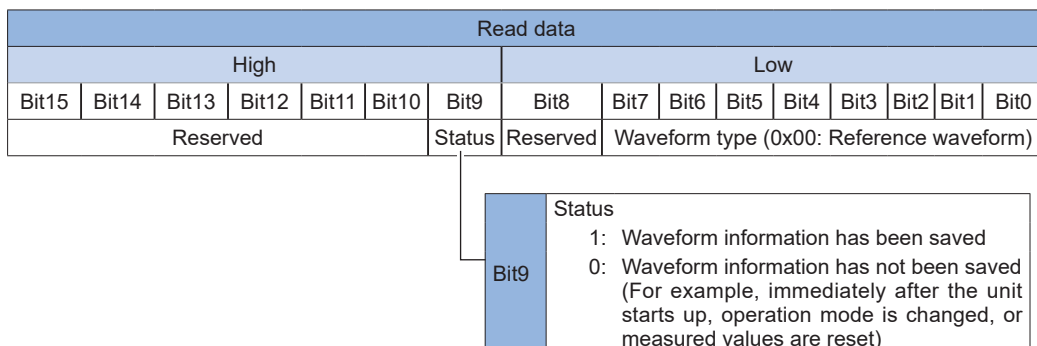 Read data
High Low
Bit15 Bit14 Bit13 Bit12 Bit11 Bit10 Bit9 Bit8 Bit7 Bit6 Bit5 Bit4 Bit3 Bit2 Bit1 Bit0
Reserved Status Reserved Waveform type (0x00: Reference waveform)
Bit9
Status
1: Waveform information has been saved
0: Waveform information has not been saved
(For example, immediately after the unit
starts up, operation mode is changed, or
measured values are reset)